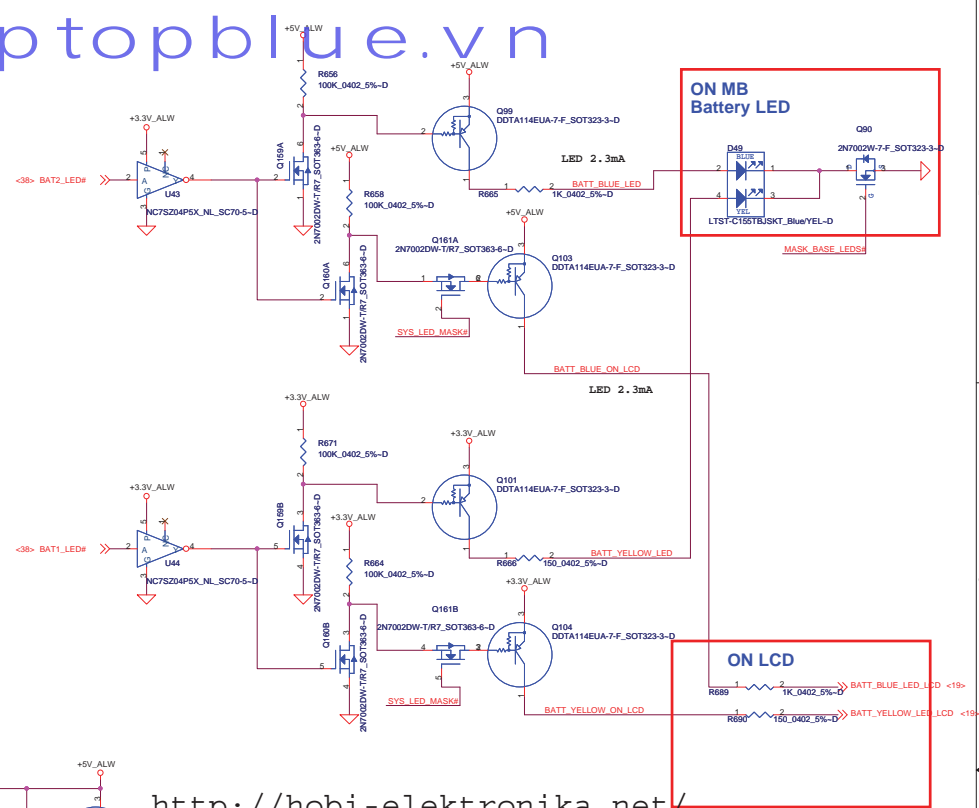 ptopblue.vn
+5V_ALW
R656
100K_0402_5%~D
+5V_ALW
Q99
DDTA114EUA-7-F_SOT323-3~D
ON MB
Battery LED
Q90
2N7002W-7-F_SOT323-3~D
+3.3V_ALW
Q159A
2N7002DW-T/R7_SOT363-6~D
+5V_ALW
LED 2.3mA
D49
BLUE
YEL
LTST-C155TBJSKT_Blue/YEL~D
<38> BAT2_LED#
U43
NC7SZ04P5X_NL_SC70-5~D
R658
100K_0402_5%~D
R665
1K_0402_5%~D
BATT_BLUE_LED
+5V_ALW
Q161A
2N7002DW-T/R7_SOT363-6~D
Q103
DDTA114EUA-7-F_SOT323-3~D
MASK_BASE_LEDS#
Q160A
2N7002DW-T/R7_SOT363-6~D
SYS_LED_MASK#
BATT_BLUE_ON_LCD
LED 2.3mA
+3.3V_ALW
R671
100K_0402_5%~D
+3.3V_ALW
Q101
DDTA114EUA-7-F_SOT323-3~D
+3.3V_ALW
Q159B
2N7002DW-T/R7_SOT363-6~D
+3.3V_ALW
<38> BAT1_LED#
U44
NC7SZ04P5X_NL_SC70-5~D
R664
100K_0402_5%~D
R666
150_0402_5%~D
BATT_YELLOW_LED
+3.3V_ALW
Q161B
2N7002DW-T/R7_SOT363-6~D
Q104
DDTA114EUA-7-F_SOT323-3~D
Q160B
2N7002DW-T/R7_SOT363-6~D
SYS_LED_MASK#
ON LCD
R689
1K_0402_5%~D
BATT_BLUE_LED_LCD <19>
BATT_YELLOW_ON_LCD
R690
150_0402_5%~D
BATT_YELLOW_LED_LCD <19>
+5V_ALW
http://hobi-elektronika.net/